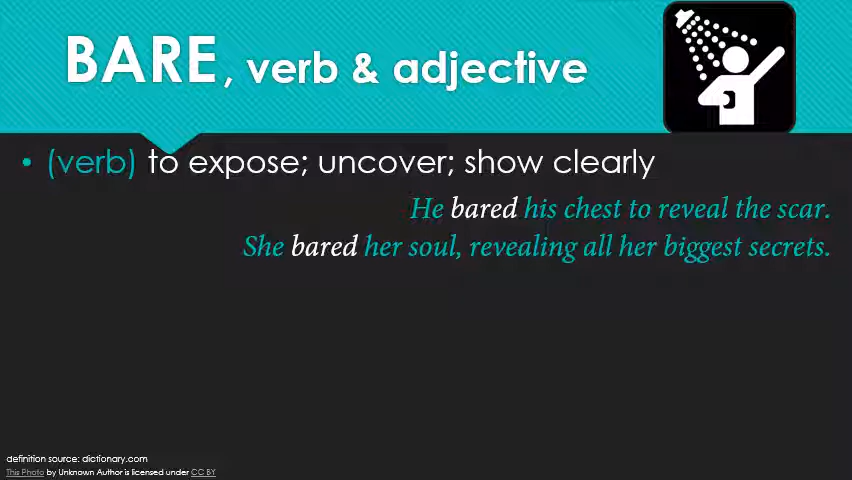 BARE, verb & adjective
• (verb) to expose; uncover; show clearly
He bared his chest to reveal the scar.
She bared her soul, revealing all her biggest secrets.
definition source: dictionary.com
This Photo by Unknown Author is licensed under CC BY